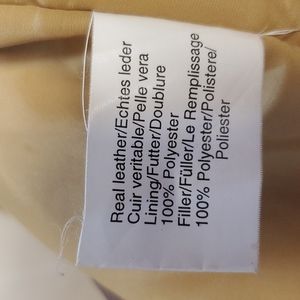 Real leather/Echtes leder
Cuir veritable/Pelle vera
Lining/Futter/Doublure
100% Polyester
Filler/Füller/Le Remplissage
100% Polyester/Polistere/
Poliester